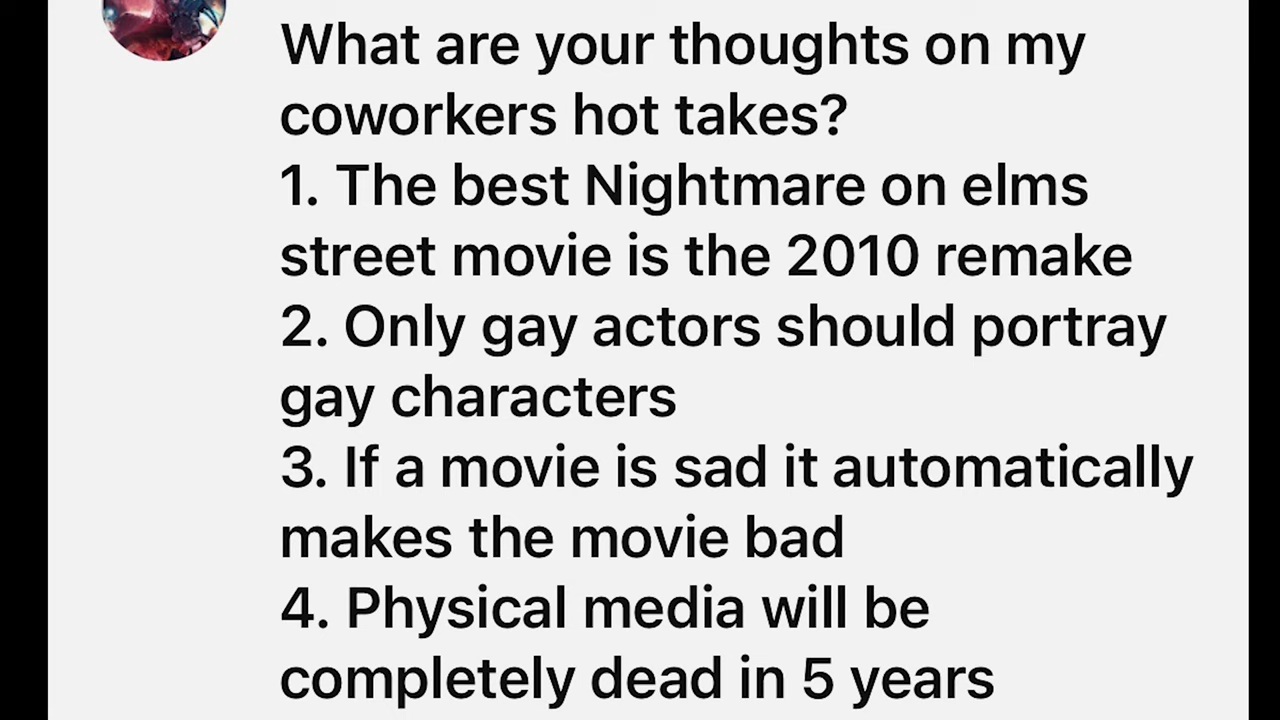 What are your thoughts on my
coworkers hot takes?
1. The best Nightmare on elms
street movie is the 2010 remake
2. Only gay actors should portray
gay characters
3. If a movie is sad it automatically
makes the movie bad
4. Physical media will be
completely dead in 5 years